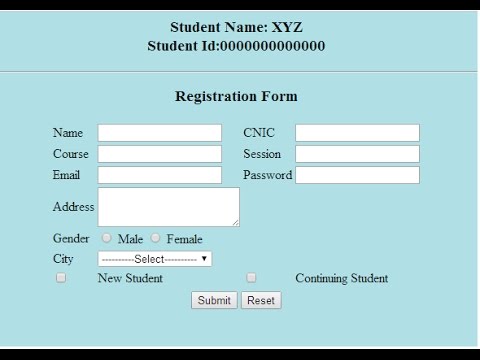 Student Name: XYZ
Student Id:0000000000000
Registration Form
Name CNIC
Course Session
Email Password
Address
Gender Male Female
City ----------Select----------
New Student Continuing Student
Submit Reset